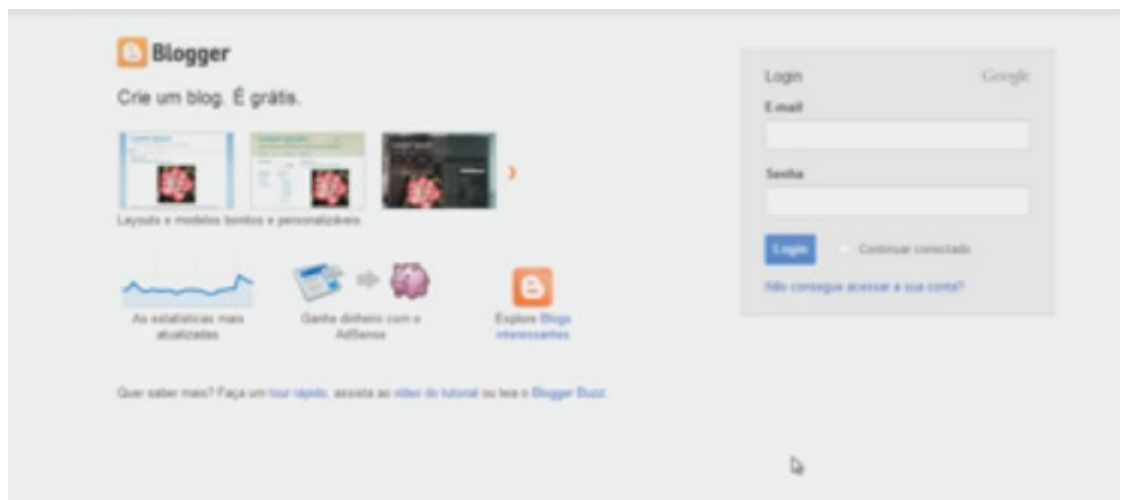 Blogger
Crie um blog. É grátis.
Layouts e modelos bonitos e personalizáveis
As estatísticas mais
atualizadas
Ganhe dinheiro com o
AdSense
Explore Blogs
interessantes
Quer saber mais? Faça um tour rápido, assista ao vídeo do tutorial ou leia o Blogger Buzz.
Login Google
E-mail
Senha
Login Continuar conectado
Não consegue acessar a sua conta?